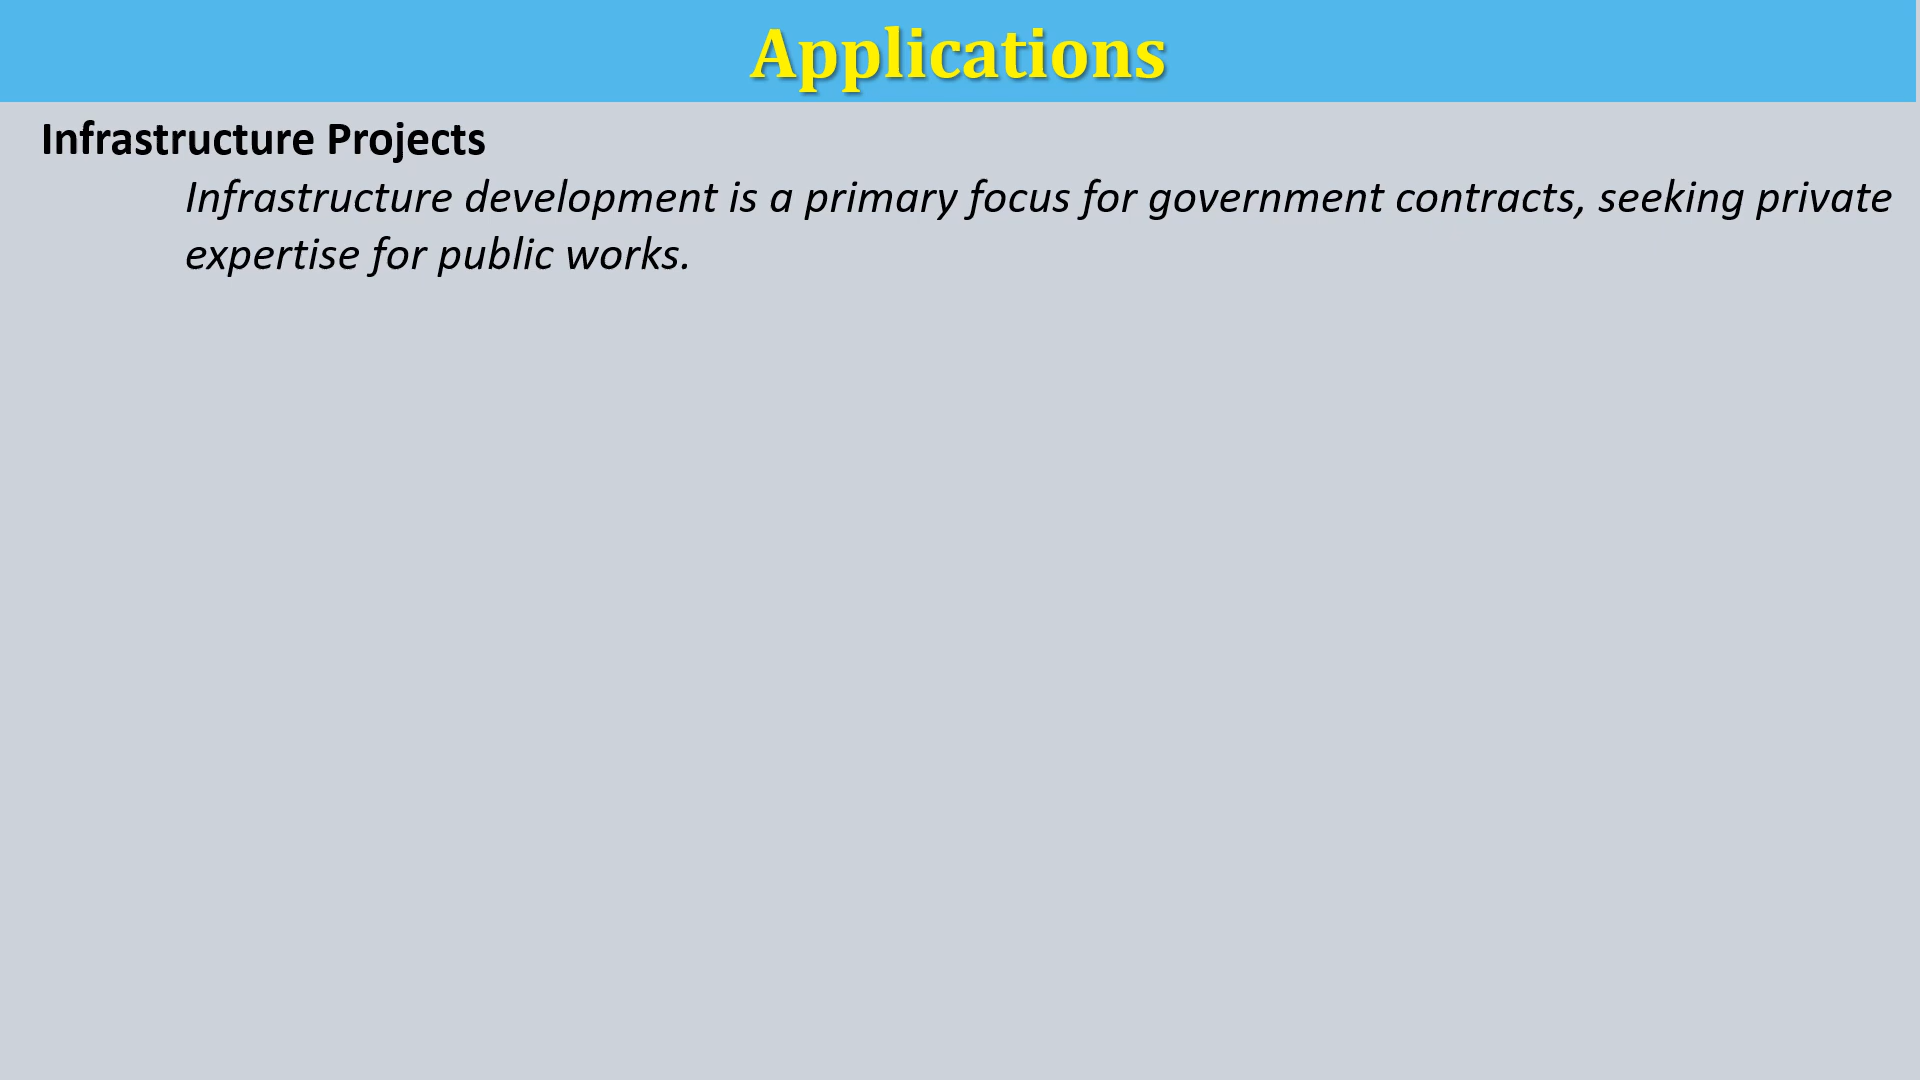 Applications
Infrastructure Projects
Infrastructure development is a primary focus for government contracts, seeking private
expertise for public works.